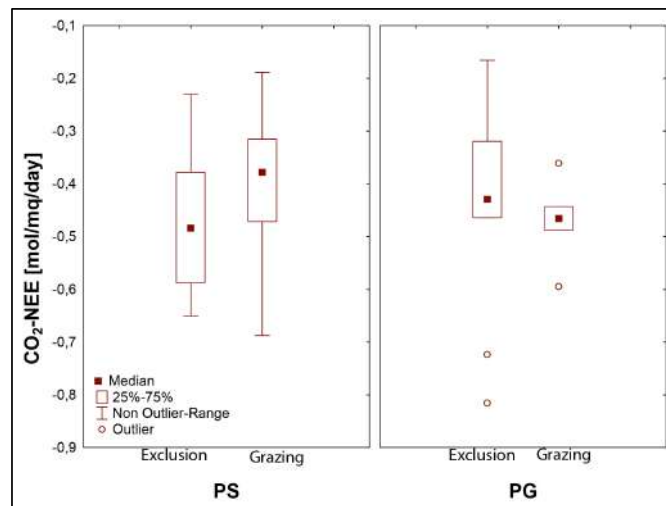 -0,1
-0,2
-0,3
-0,4
-0,5
-0,6
-0,7
-0,8
-0,9
CO₂-NEE [mol/mq/day]
Median
25%-75%
Non Outlier-Range
Outlier
Exclusion Grazing
Exclusion Grazing
PS
PG